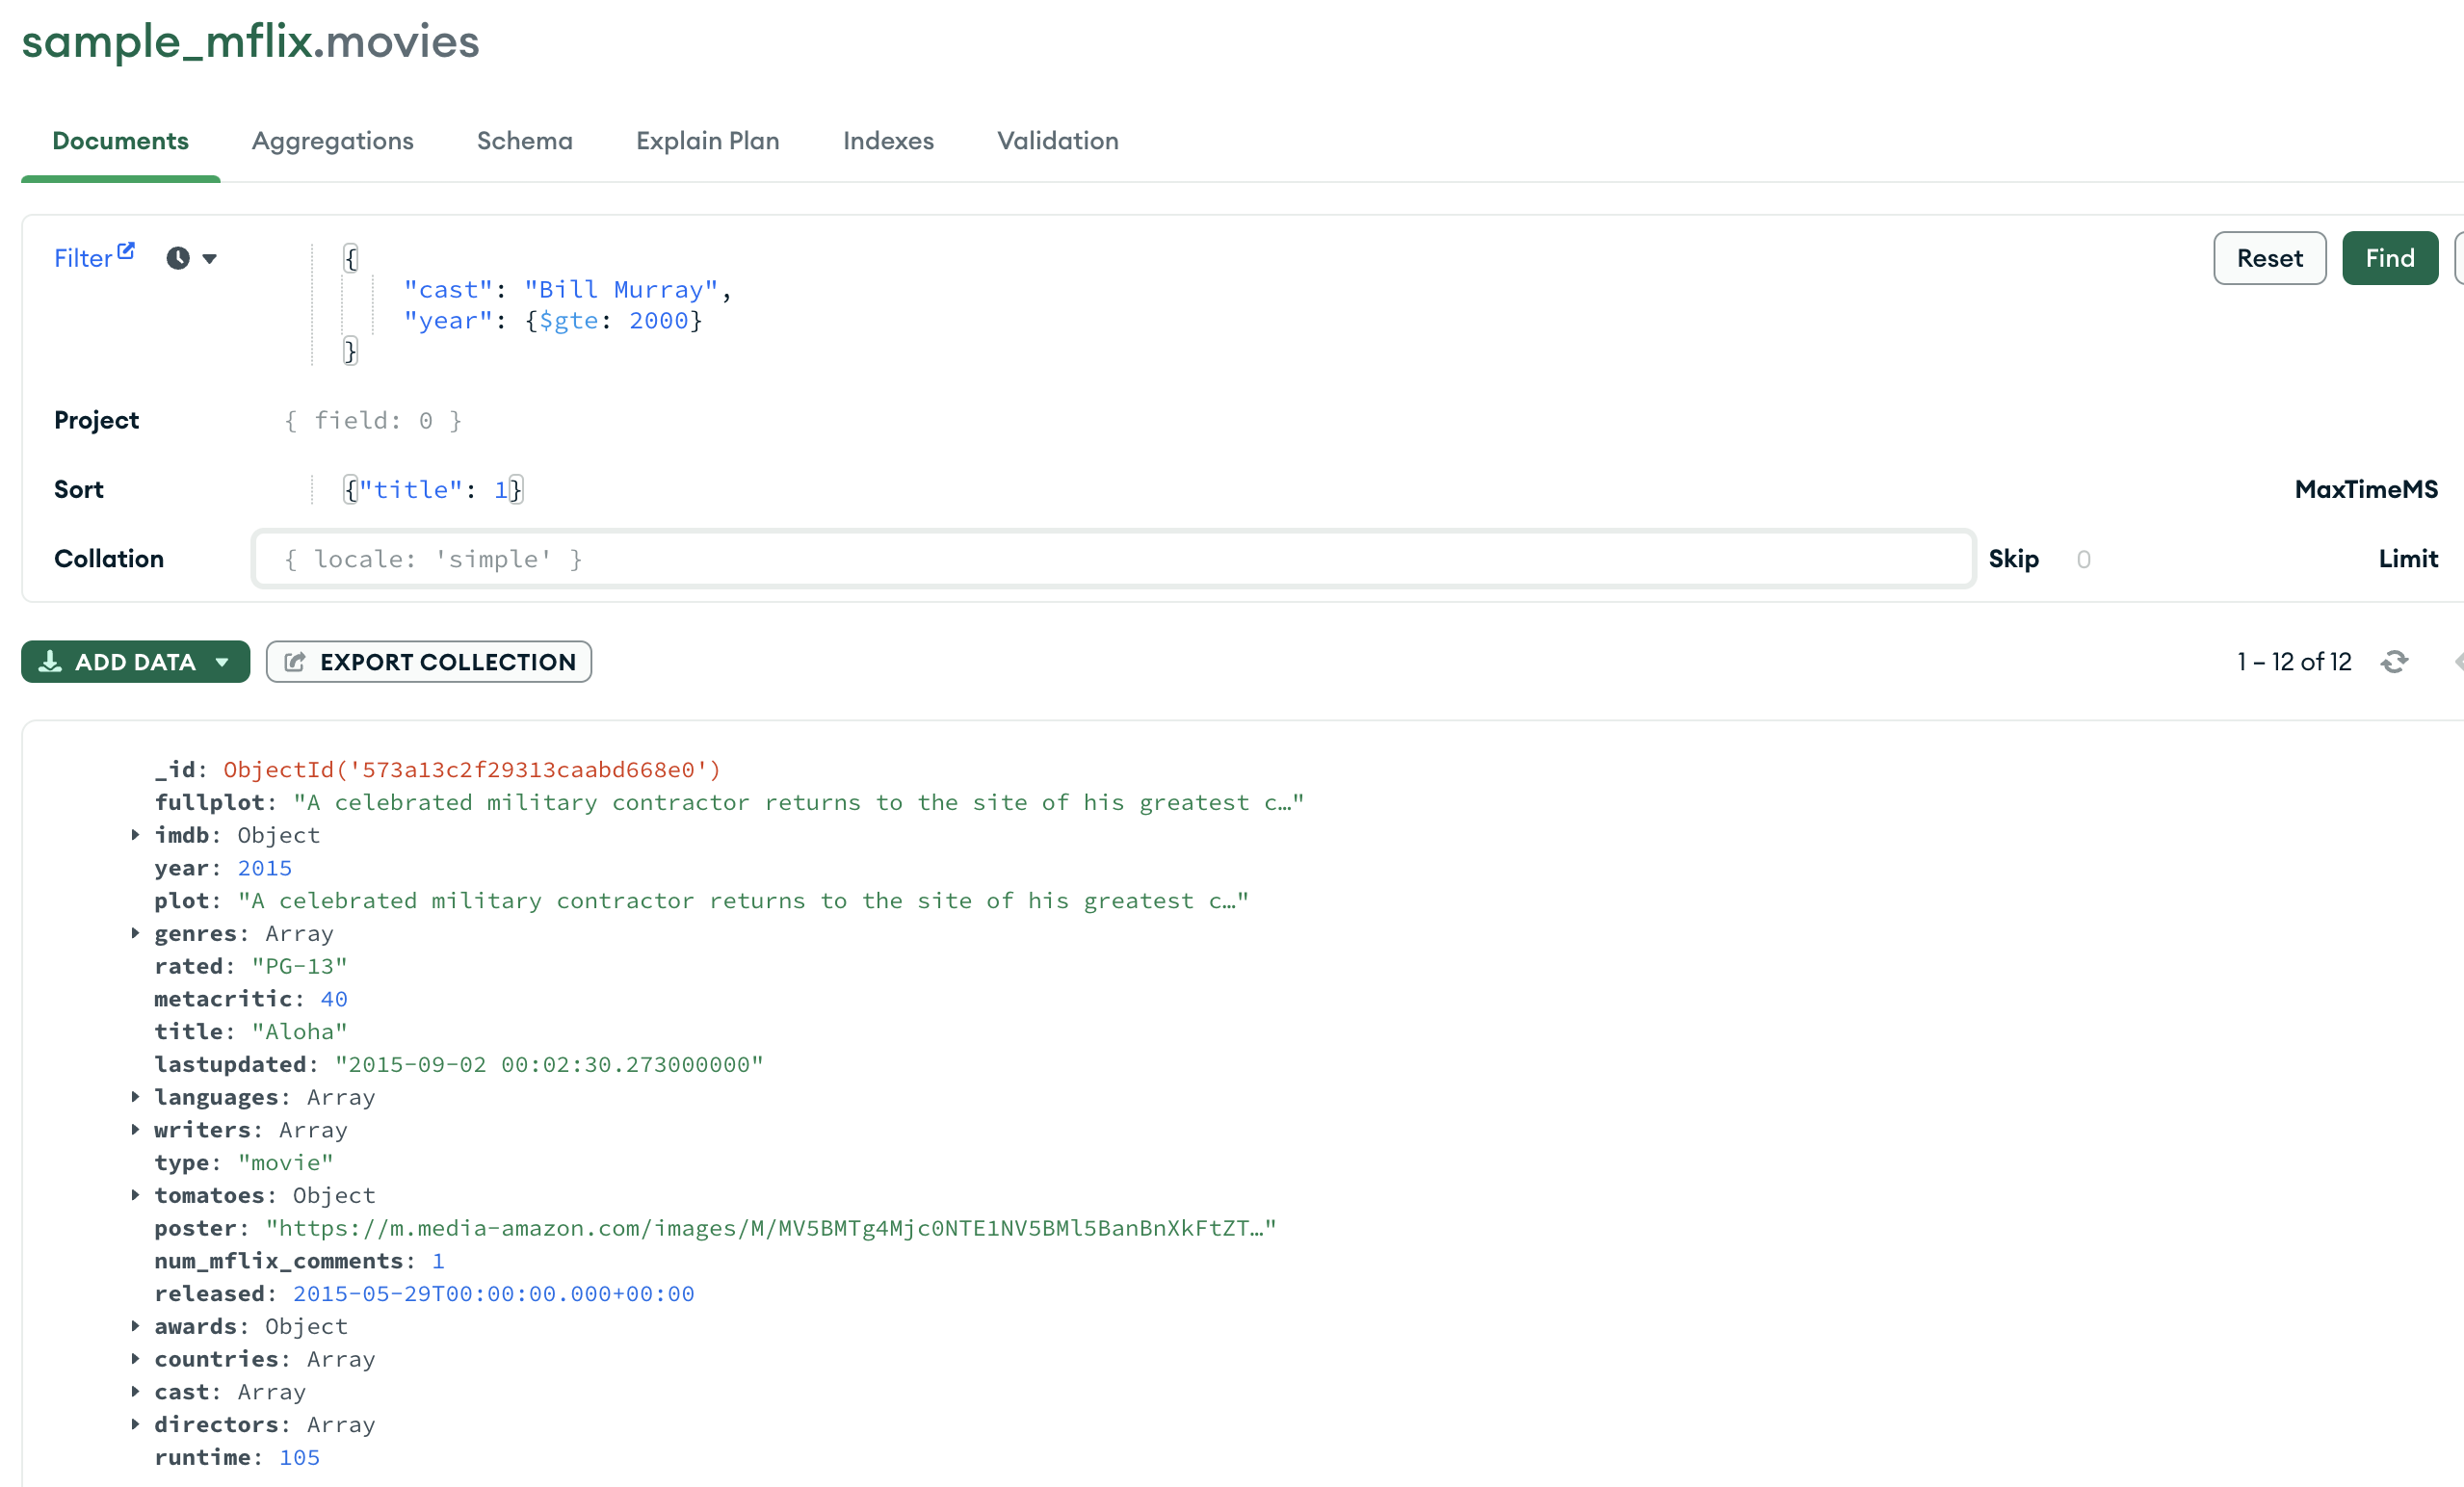 sample_mflix.movies
Documents Aggregations Schema Explain Plan Indexes Validation
Filter
{
"cast": "Bill Murray",
"year": {$gte: 2000}
}
Reset Find
Project { field: 0 }
Sort {"title": 1} MaxTimeMS
Collation { locale: 'simple' } Skip 0 Limit
ADD DATA EXPORT COLLECTION 1 – 12 of 12
_id: ObjectId('573a13c2f29313caabd668e0')
fullplot: "A celebrated military contractor returns to the site of his greatest c…"
imdb: Object
year: 2015
plot: "A celebrated military contractor returns to the site of his greatest c…"
genres: Array
rated: "PG-13"
metacritic: 40
title: "Aloha"
lastupdated: "2015-09-02 00:02:30.273000000"
languages: Array
writers: Array
type: "movie"
tomatoes: Object
poster: "https://m.media-amazon.com/images/M/MV5BMTg4Mjc0NTE1NV5BMl5BanBnXkFtZT…"
num_mflix_comments: 1
released: 2015-05-29T00:00:00.000+00:00
awards: Object
countries: Array
cast: Array
directors: Array
runtime: 105